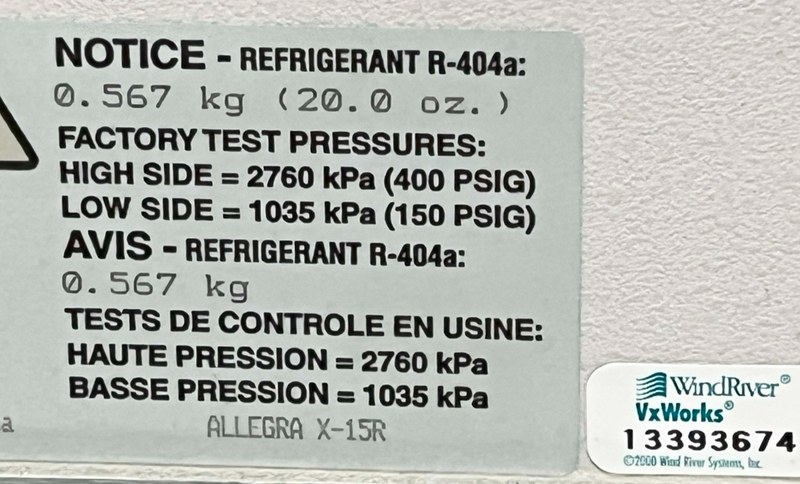 NOTICE - REFRIGERANT R-404a:
0.567 kg (20.0 oz.)
FACTORY TEST PRESSURES:
HIGH SIDE = 2760 kPa (400 PSIG)
LOW SIDE = 1035 kPa (150 PSIG)
AVIS - REFRIGERANT R-404a:
0.567 kg
TESTS DE CONTROLE EN USINE:
HAUTE PRESSION = 2760 kPa
BASSE PRESSION = 1035 kPa
a
ALLEGRA X-15R
WindRiver®
VxWorks®
13393674
©2000 Wind River Systems, Inc.